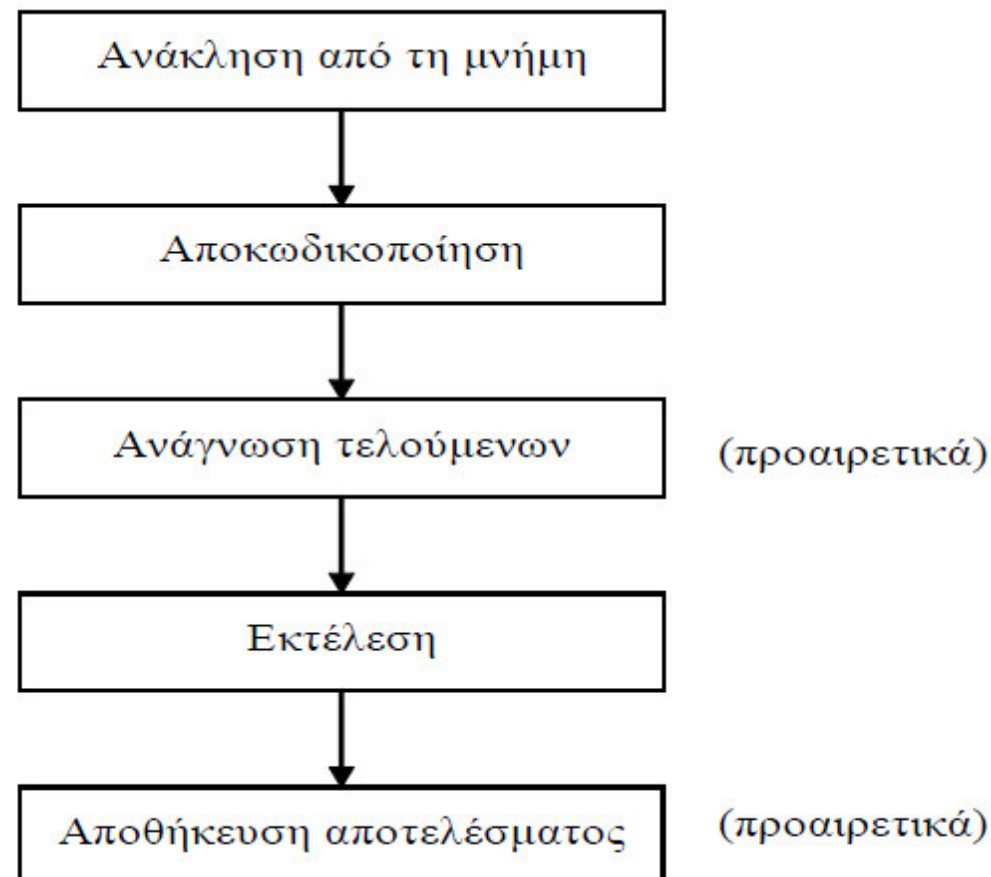 Ανάκληση από τη μνήμη
Αποκωδικοποίηση
Ανάγνωση τελούμενων (προαιρετικά)
Εκτέλεση
Αποθήκευση αποτελέσματος (προαιρετικά)